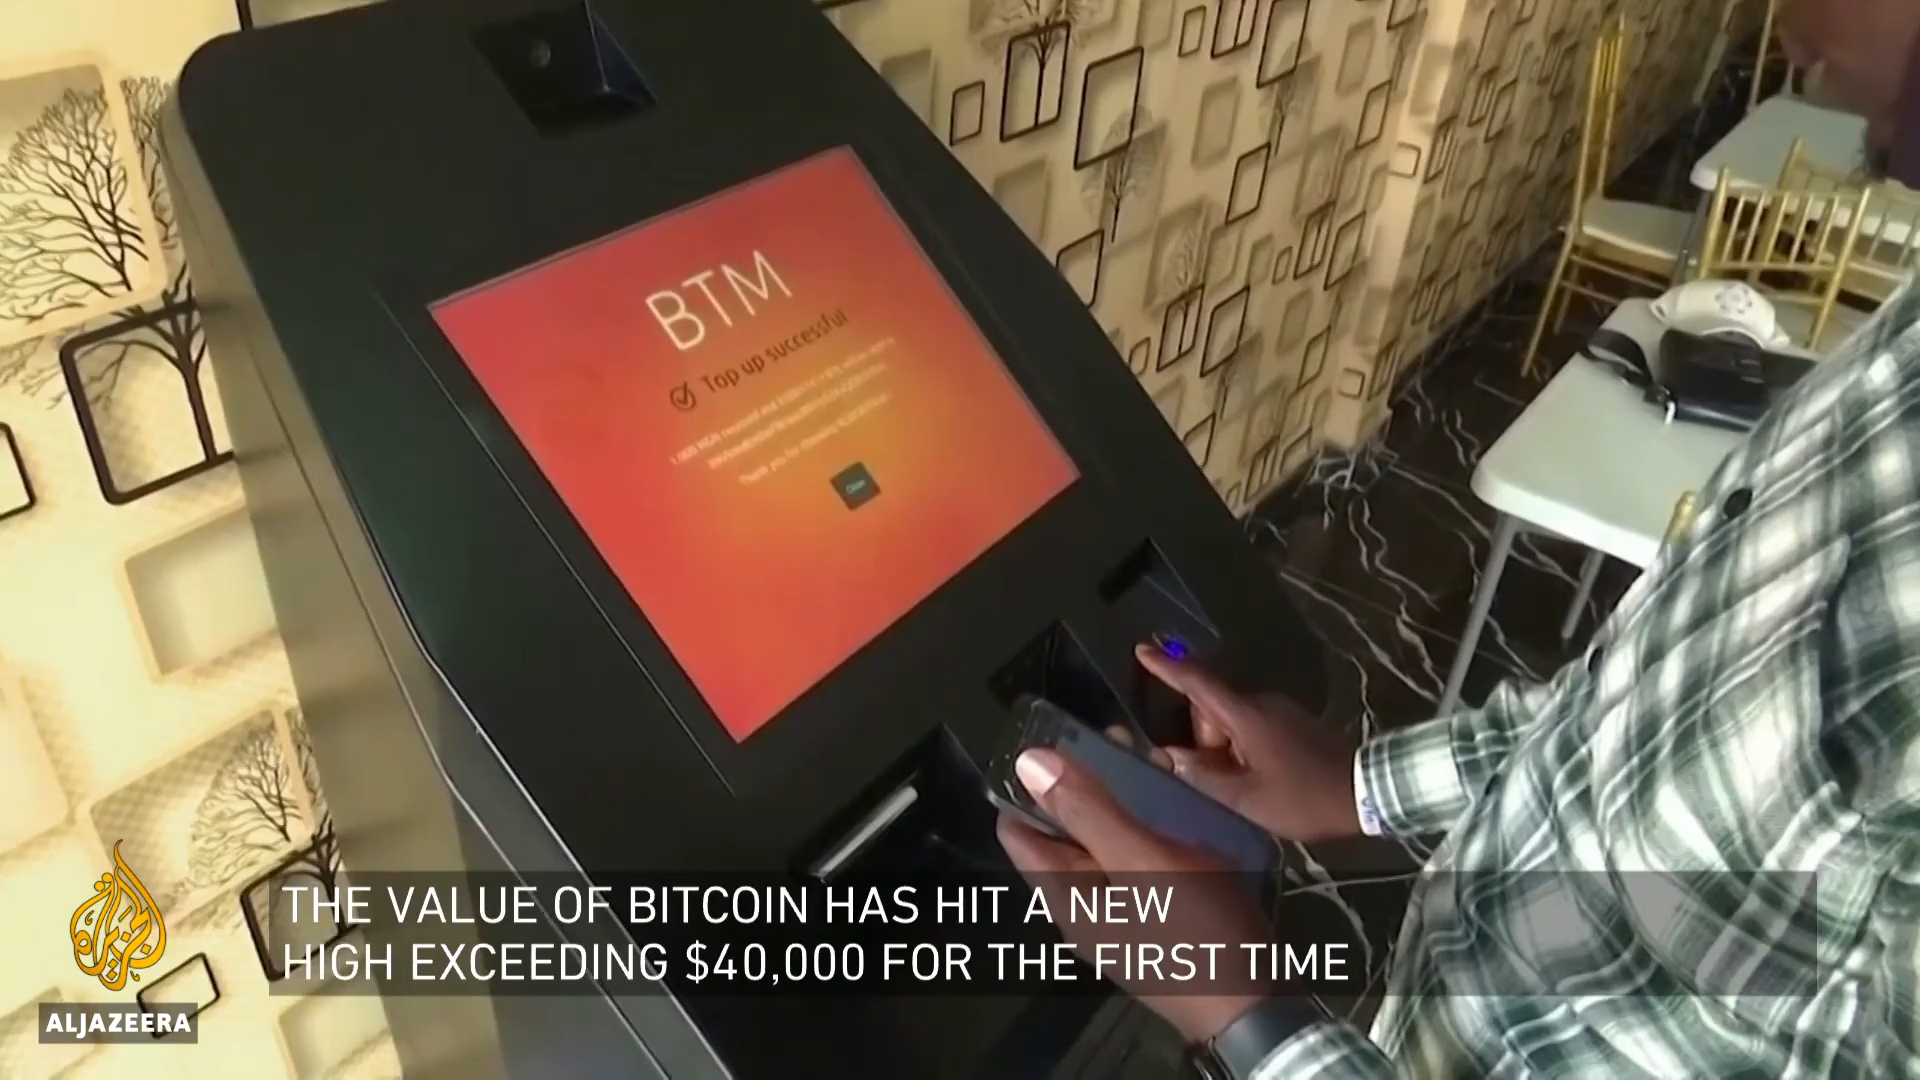 BTM
Top up successful
Close
THE VALUE OF BITCOIN HAS HIT A NEW
HIGH EXCEEDING $40,000 FOR THE FIRST TIME
ALJAZEERA